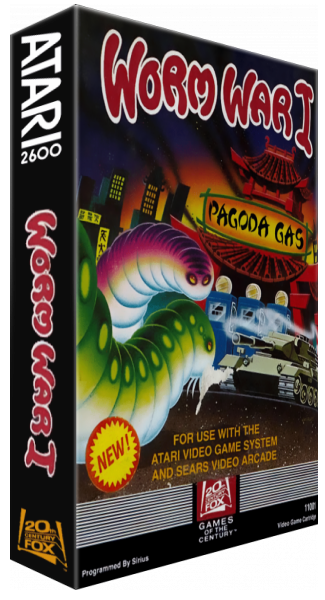 ATARI
2600
WORM WAR I
20TH
CENTURY
FOX
WORM WAR I
PAGODA GAS
NEW!
FOR USE WITH THE
ATARI VIDEO GAME SYSTEM
AND SEARS VIDEO ARCADE
20TH
CENTURY
FOX
GAMES
OF THE
CENTURY™
11001
Video Game Cartridge
Programmed By Sirius